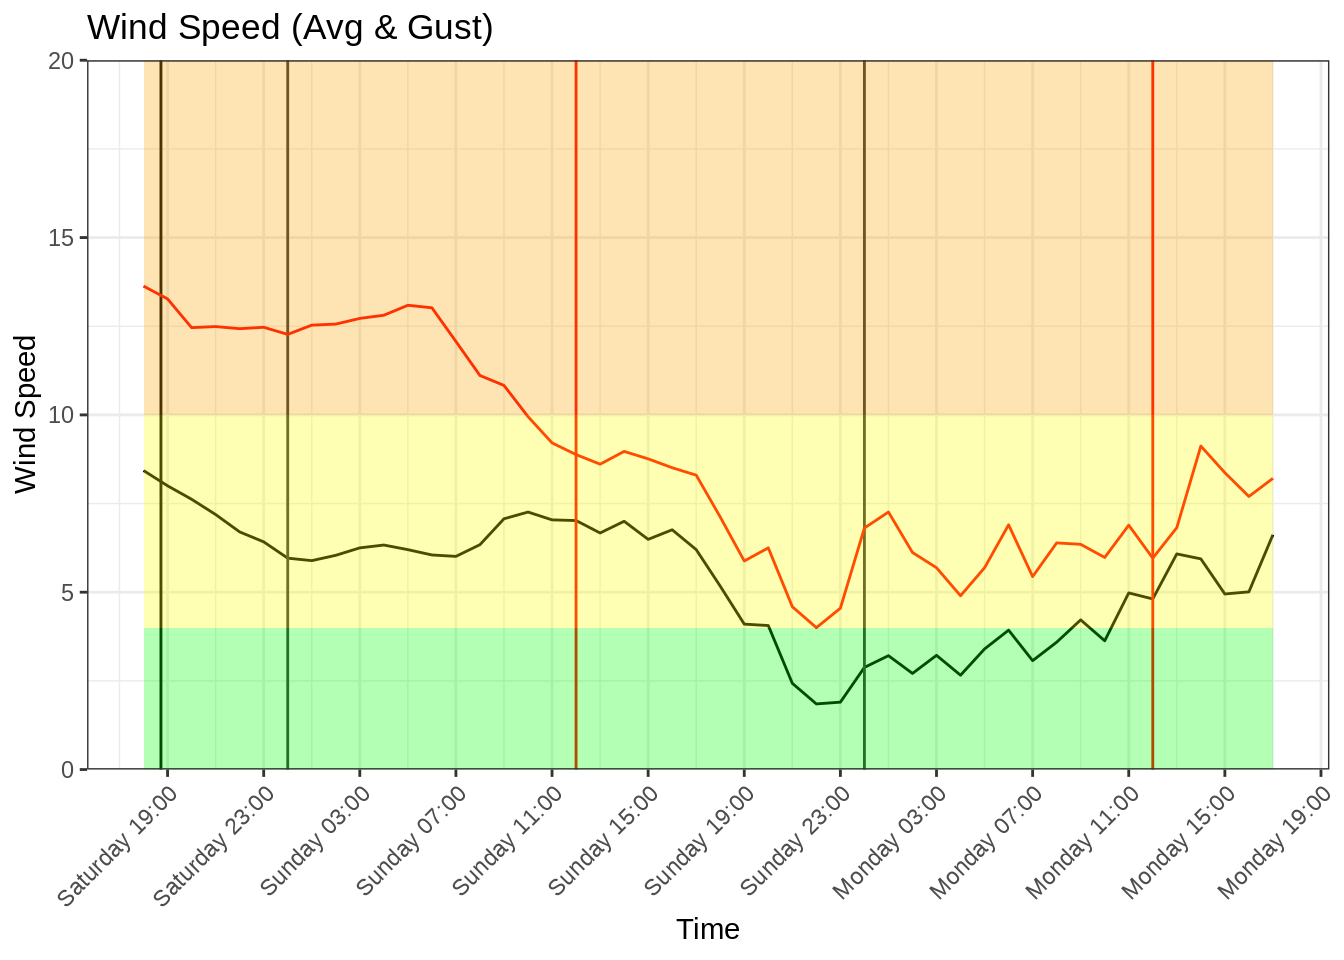 Wind Speed (Avg & Gust)
Wind Speed
20
15
10
5
0
Saturday 19:00
Saturday 23:00
Sunday 03:00
Sunday 07:00
Sunday 11:00
Sunday 15:00
Sunday 19:00
Sunday 23:00
Monday 03:00
Monday 07:00
Monday 11:00
Monday 15:00
Monday 19:00
Time